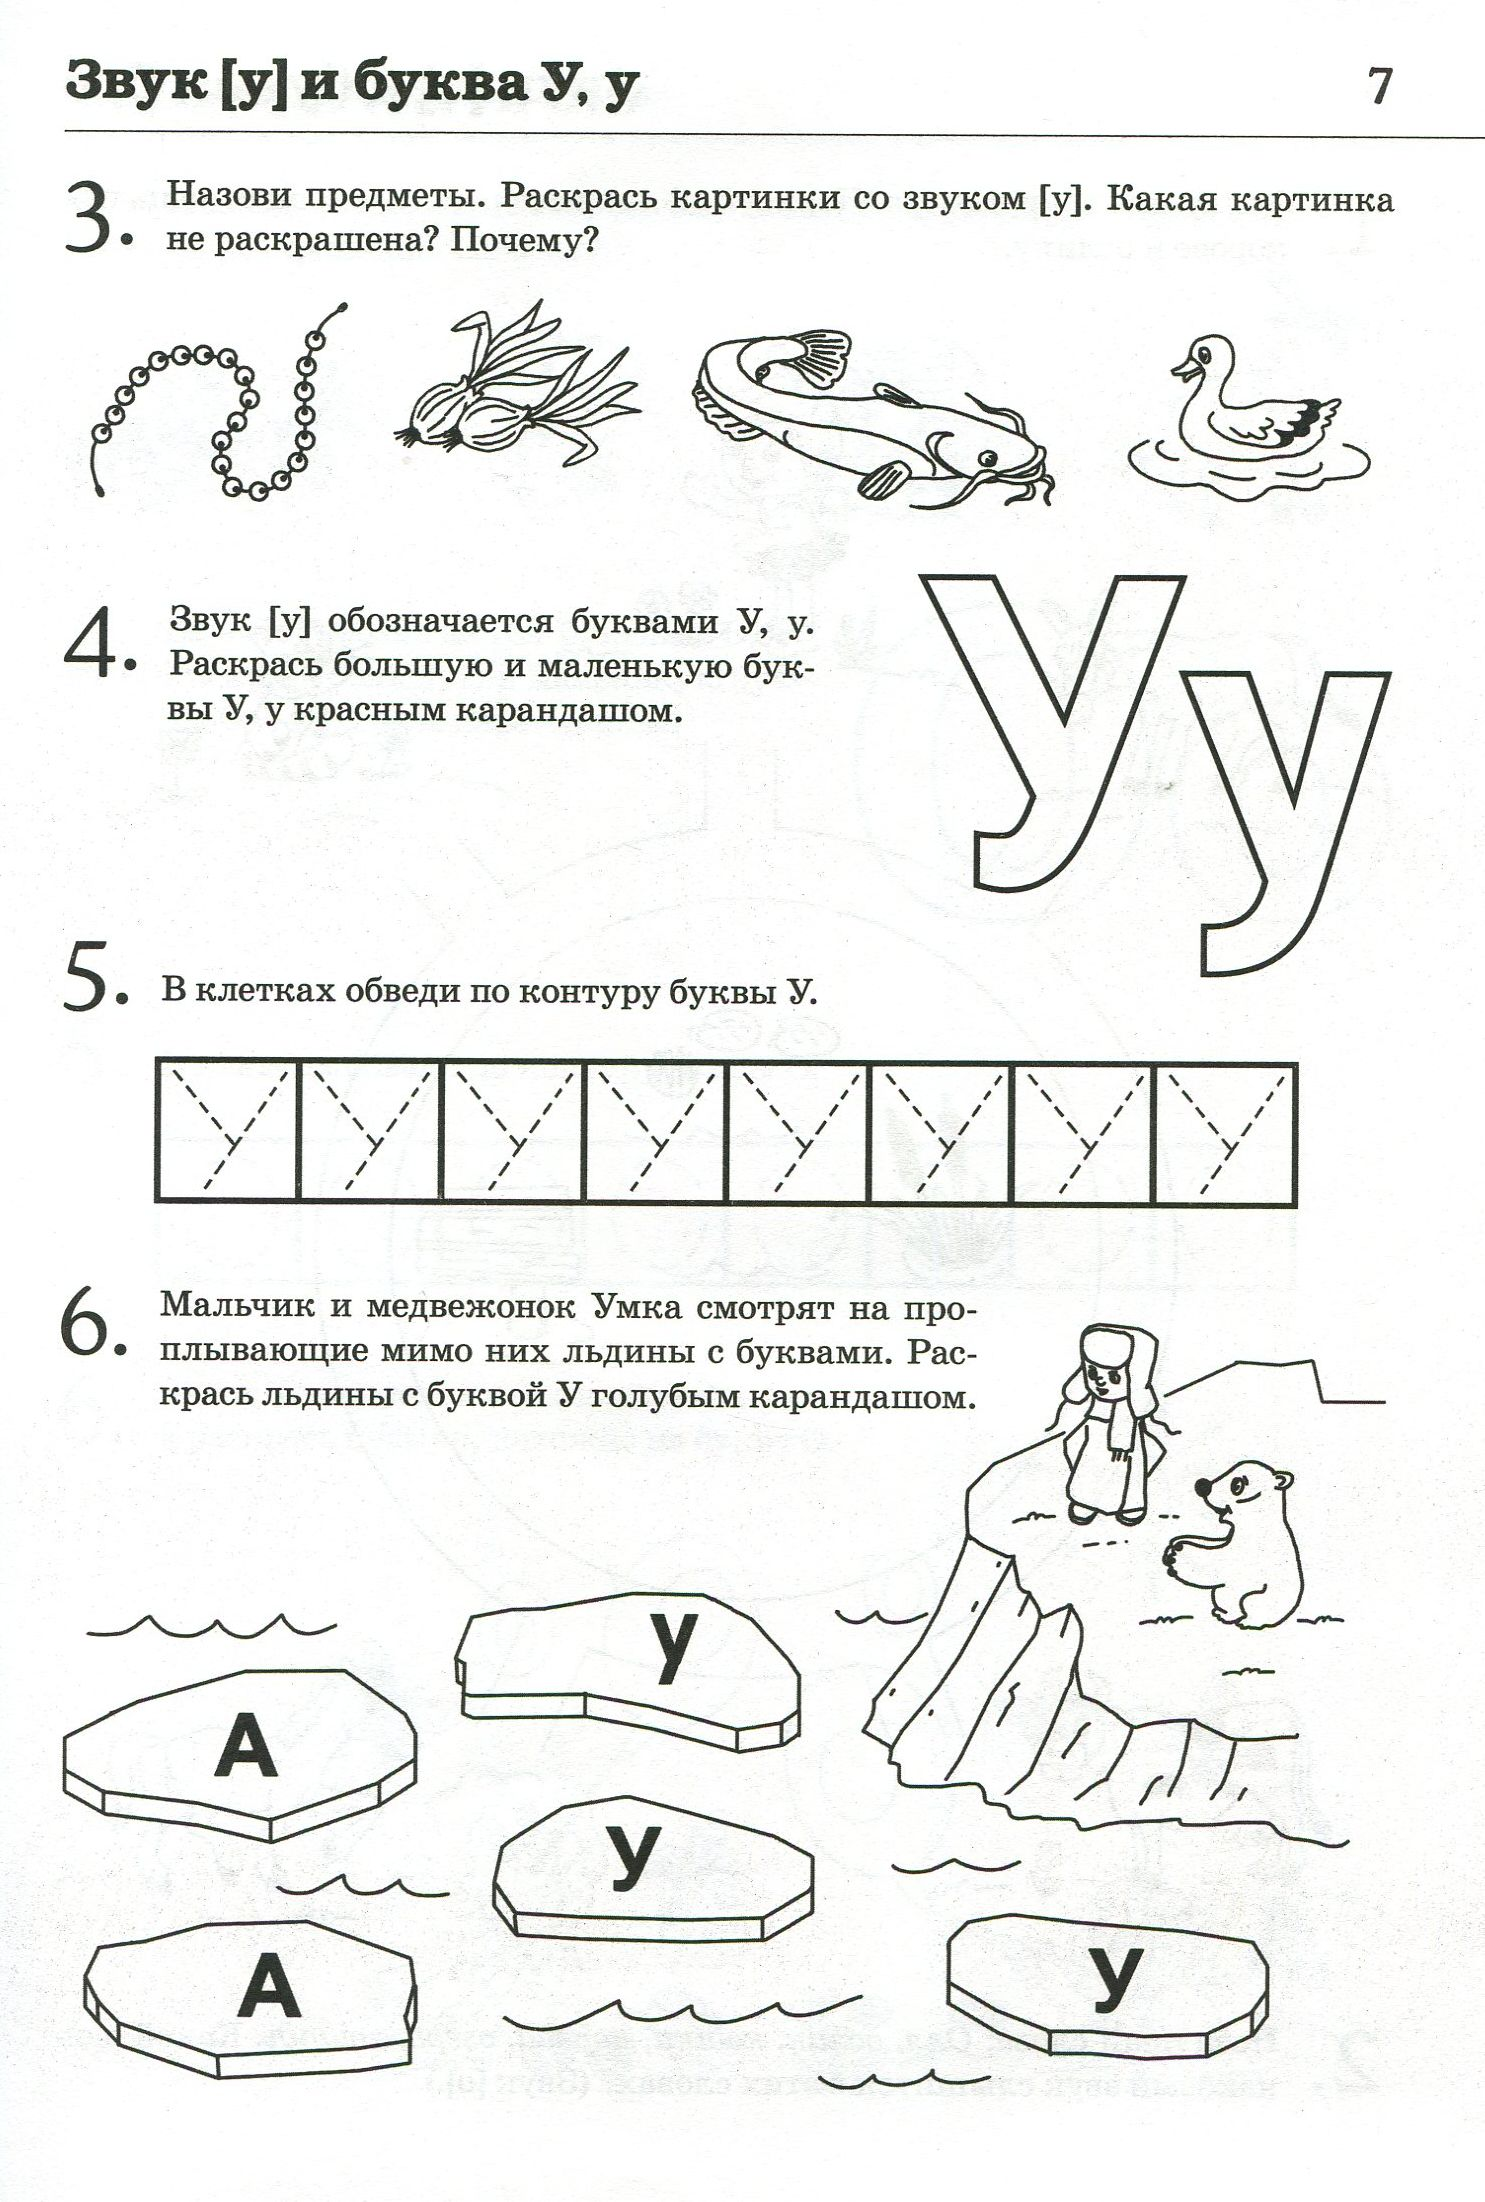 Звук [у] и буква У, у
7
3. Назови предметы. Раскрась картинки со звуком [у]. Какая картинка
не раскрашена? Почему?
4. Звук [у] обозначается буквами У, у.
Раскрась большую и маленькую бук-
вы У, у красным карандашом.
Уу
5. В клетках обведи по контуру буквы У.
У У У У У У У У
6. Мальчик и медвежонок Умка смотрят на про-
плывающие мимо них льдины с буквами. Рас-
крась льдины с буквой У голубым карандашом.
у
А
У
А
У